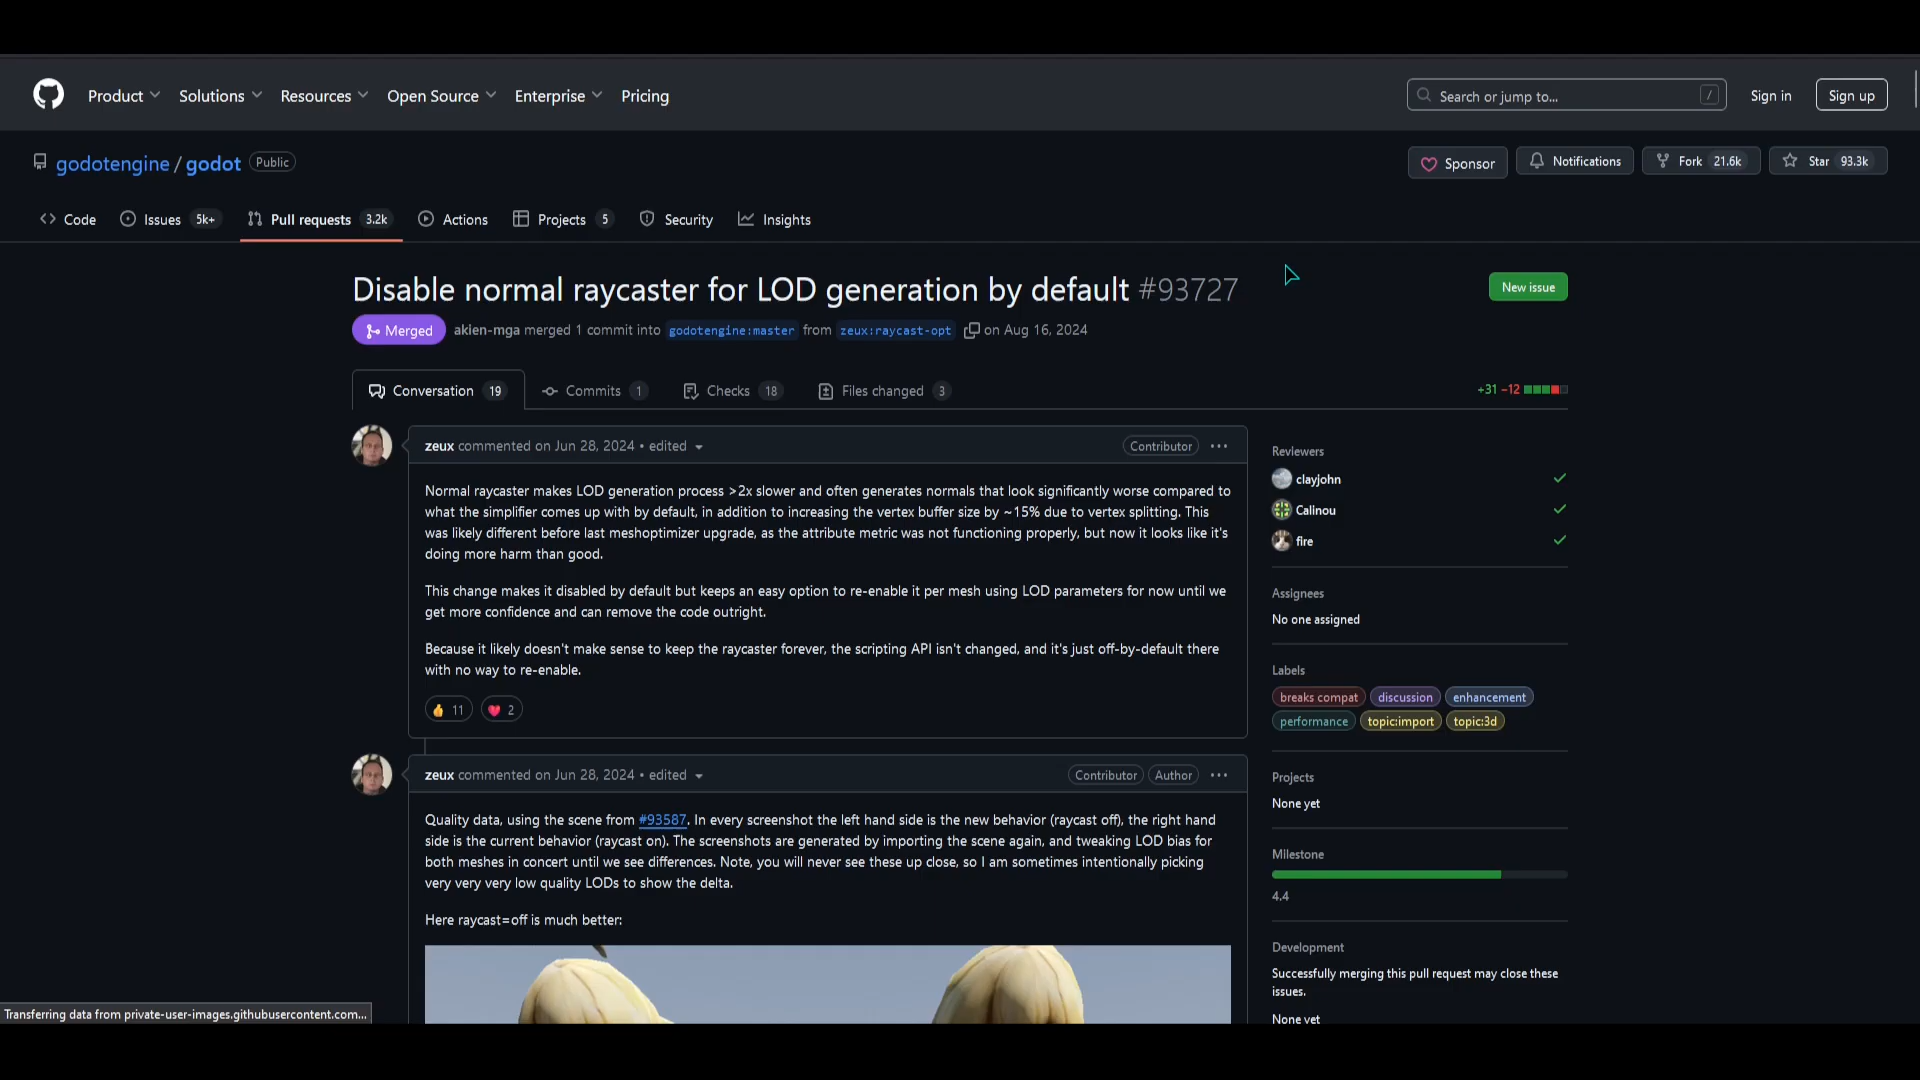 Product Solutions Resources Open Source Enterprise Pricing Search or jump to... / Sign in Sign up
godotengine / godot Public Sponsor Notifications Fork 21.6k Star 93.3k
Code Issues 5k+ Pull requests 3.2k Actions Projects 5 Security Insights
Disable normal raycaster for LOD generation by default #93727 New issue
Merged akien-mga merged 1 commit into godotengine:master from zeux:raycast-opt on Aug 16, 2024
Conversation 19 Commits 1 Checks 18 Files changed 3 +31 −12
zeux commented on Jun 28, 2024 • edited Contributor
Normal raycaster makes LOD generation process >2x slower and often generates normals that look significantly worse compared to
what the simplifier comes up with by default, in addition to increasing the vertex buffer size by ~15% due to vertex splitting. This
was likely different before last meshoptimizer upgrade, as the attribute metric was not functioning properly, but now it looks like it's
doing more harm than good.
This change makes it disabled by default but keeps an easy option to re-enable it per mesh using LOD parameters for now until we
get more confidence and can remove the code outright.
Because it likely doesn't make sense to keep the raycaster forever, the scripting API isn't changed, and it's just off-by-default there
with no way to re-enable.
👍 11 ❤️ 2
zeux commented on Jun 28, 2024 • edited Contributor Author
Quality data, using the scene from #93587. In every screenshot the left hand side is the new behavior (raycast off), the right hand
side is the current behavior (raycast on). The screenshots are generated by importing the scene again, and tweaking LOD bias for
both meshes in concert until we see differences. Note, you will never see these up close, so I am sometimes intentionally picking
very very very low quality LODs to show the delta.
Here raycast=off is much better:
Reviewers
clayjohn
Calinou
fire
Assignees
No one assigned
Labels
breaks compat discussion enhancement
performance topic:import topic:3d
Projects
None yet
Milestone
4.4
Development
Successfully merging this pull request may close these
issues.
None yet
Transferring data from private-user-images.githubusercontent.com...